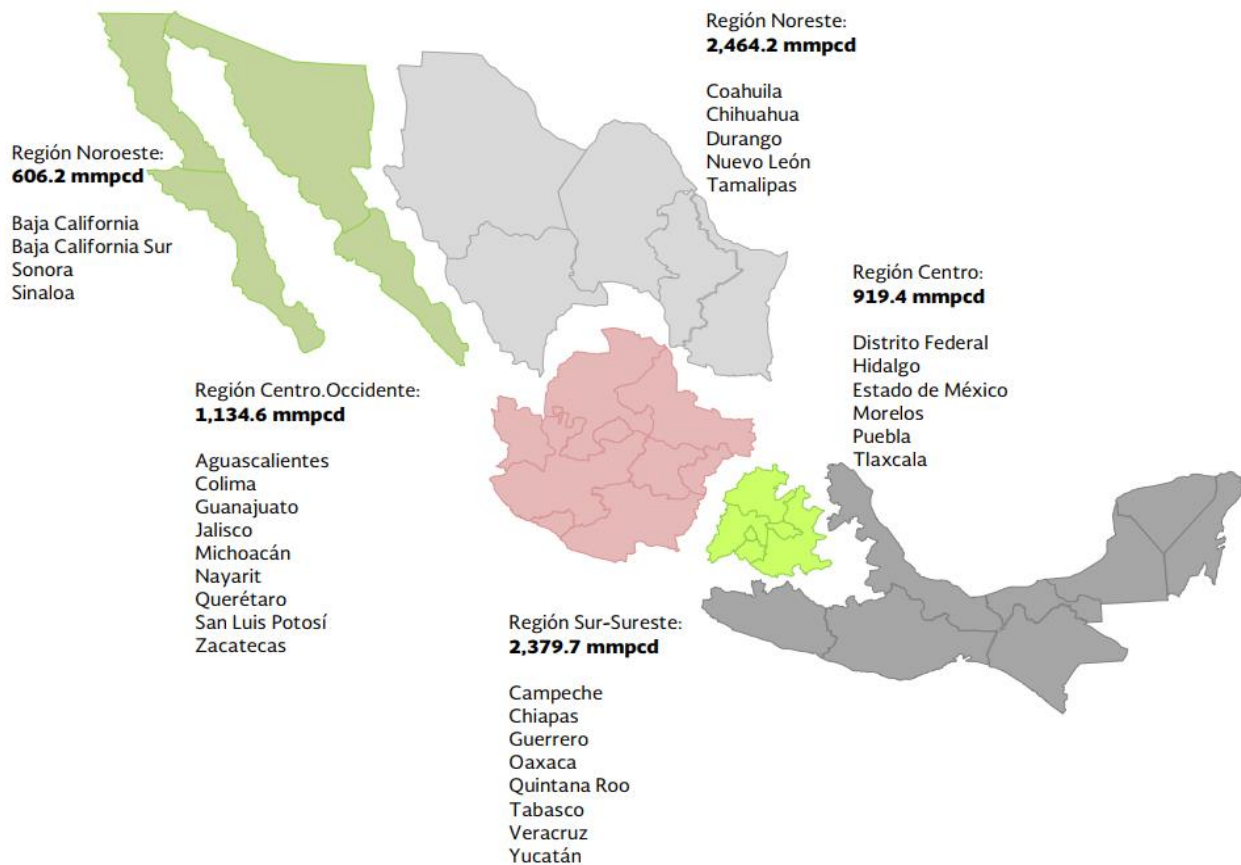 Región Noreste:
2,464.2 mmpcd
Coahuila
Chihuahua
Durango
Nuevo León
Tamalipas
Región Noroeste:
606.2 mmpcd
Baja California
Baja California Sur
Sonora
Sinaloa
Región Centro:
919.4 mmpcd
Distrito Federal
Hidalgo
Estado de México
Morelos
Puebla
Tlaxcala
Región Centro.Occidente:
1,134.6 mmpcd
Aguascalientes
Colima
Guanajuato
Jalisco
Michoacán
Nayarit
Querétaro
San Luis Potosí
Zacatecas
Región Sur-Sureste:
2,379.7 mmpcd
Campeche
Chiapas
Guerrero
Oaxaca
Quintana Roo
Tabasco
Veracruz
Yucatán